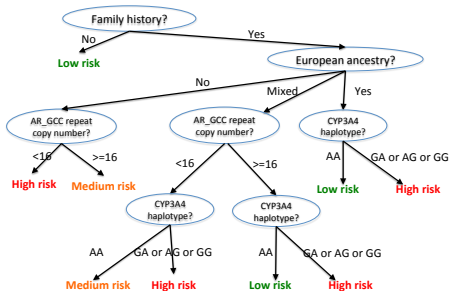 Family history?
No
Yes
Low risk
European ancestry?
No
Mixed
Yes
AR_GCC repeat
copy number?
AR_GCC repeat
copy number?
CYP3A4
haplotype?
<16
>=16
<16
>=16
AA
GA or AG or GG
High risk
Medium risk
Low risk
High risk
CYP3A4
haplotype?
CYP3A4
haplotype?
AA
GA or AG or GG
AA
GA or AG or GG
Medium risk
High risk
Low risk
High risk